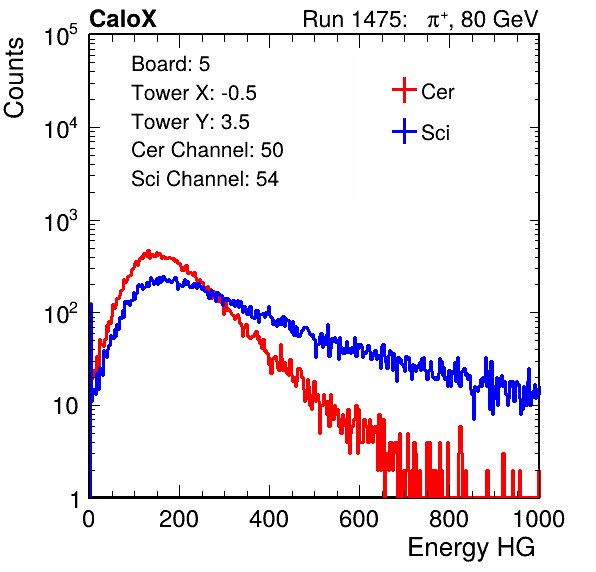 CaloX Run 1475: π⁺, 80 GeV
Counts
10⁵
10⁴
10³
10²
10
1
Board: 5
Tower X: -0.5
Tower Y: 3.5
Cer Channel: 50
Sci Channel: 54
Cer
Sci
0 200 400 600 800 1000
Energy HG